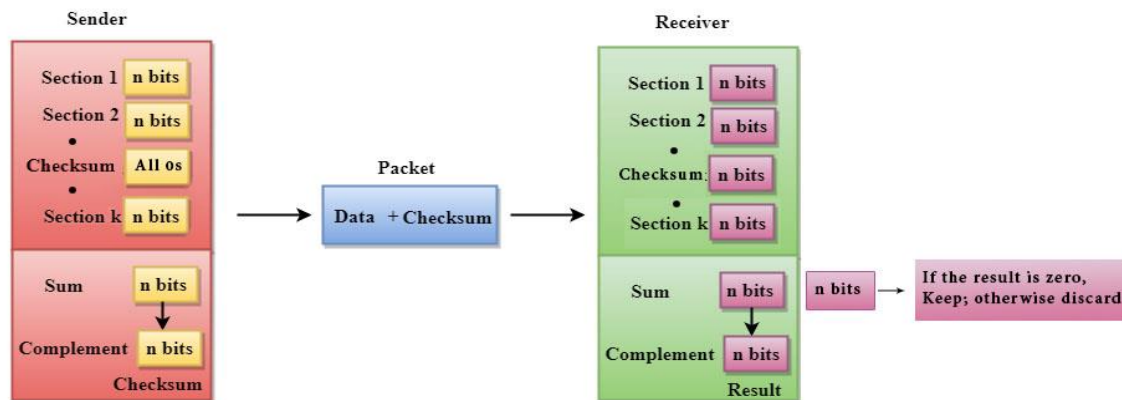 Sender
Section 1 n bits
Section 2 n bits
Checksum All os
Section k n bits
Sum n bits
Complement n bits
Checksum
Packet
Data + Checksum
Receiver
Section 1 n bits
Section 2 n bits
Checksum: n bits
Section k n bits
Sum n bits
Complement n bits
Result
n bits
If the result is zero,
Keep; otherwise discard